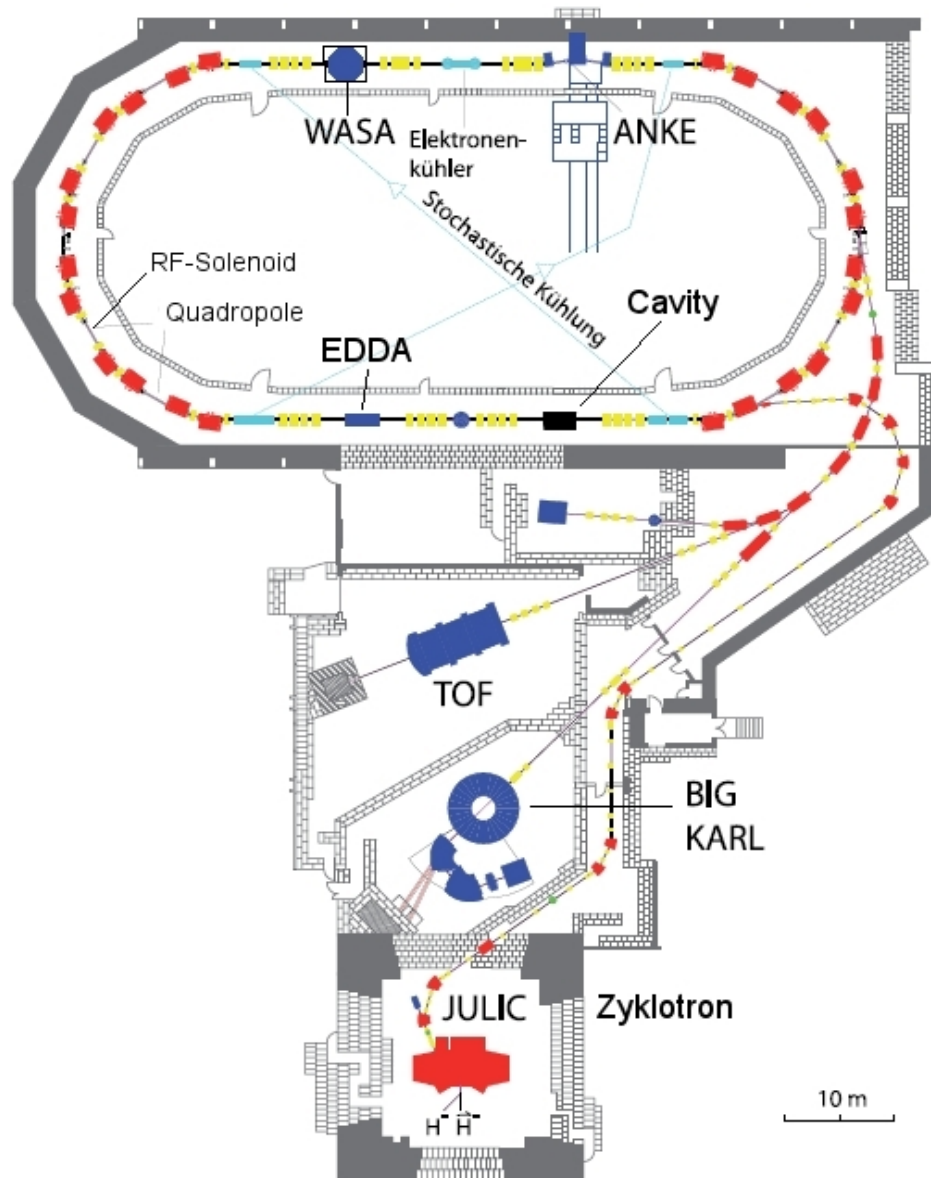 WASA
Elektronen-
kühler
ANKE
Stochastische Kühlung
RF-Solenoid
Quadropole
EDDA
Cavity
TOF
BIG
KARL
JULIC
Zyklotron
H⁻ H⃗⁻
10 m